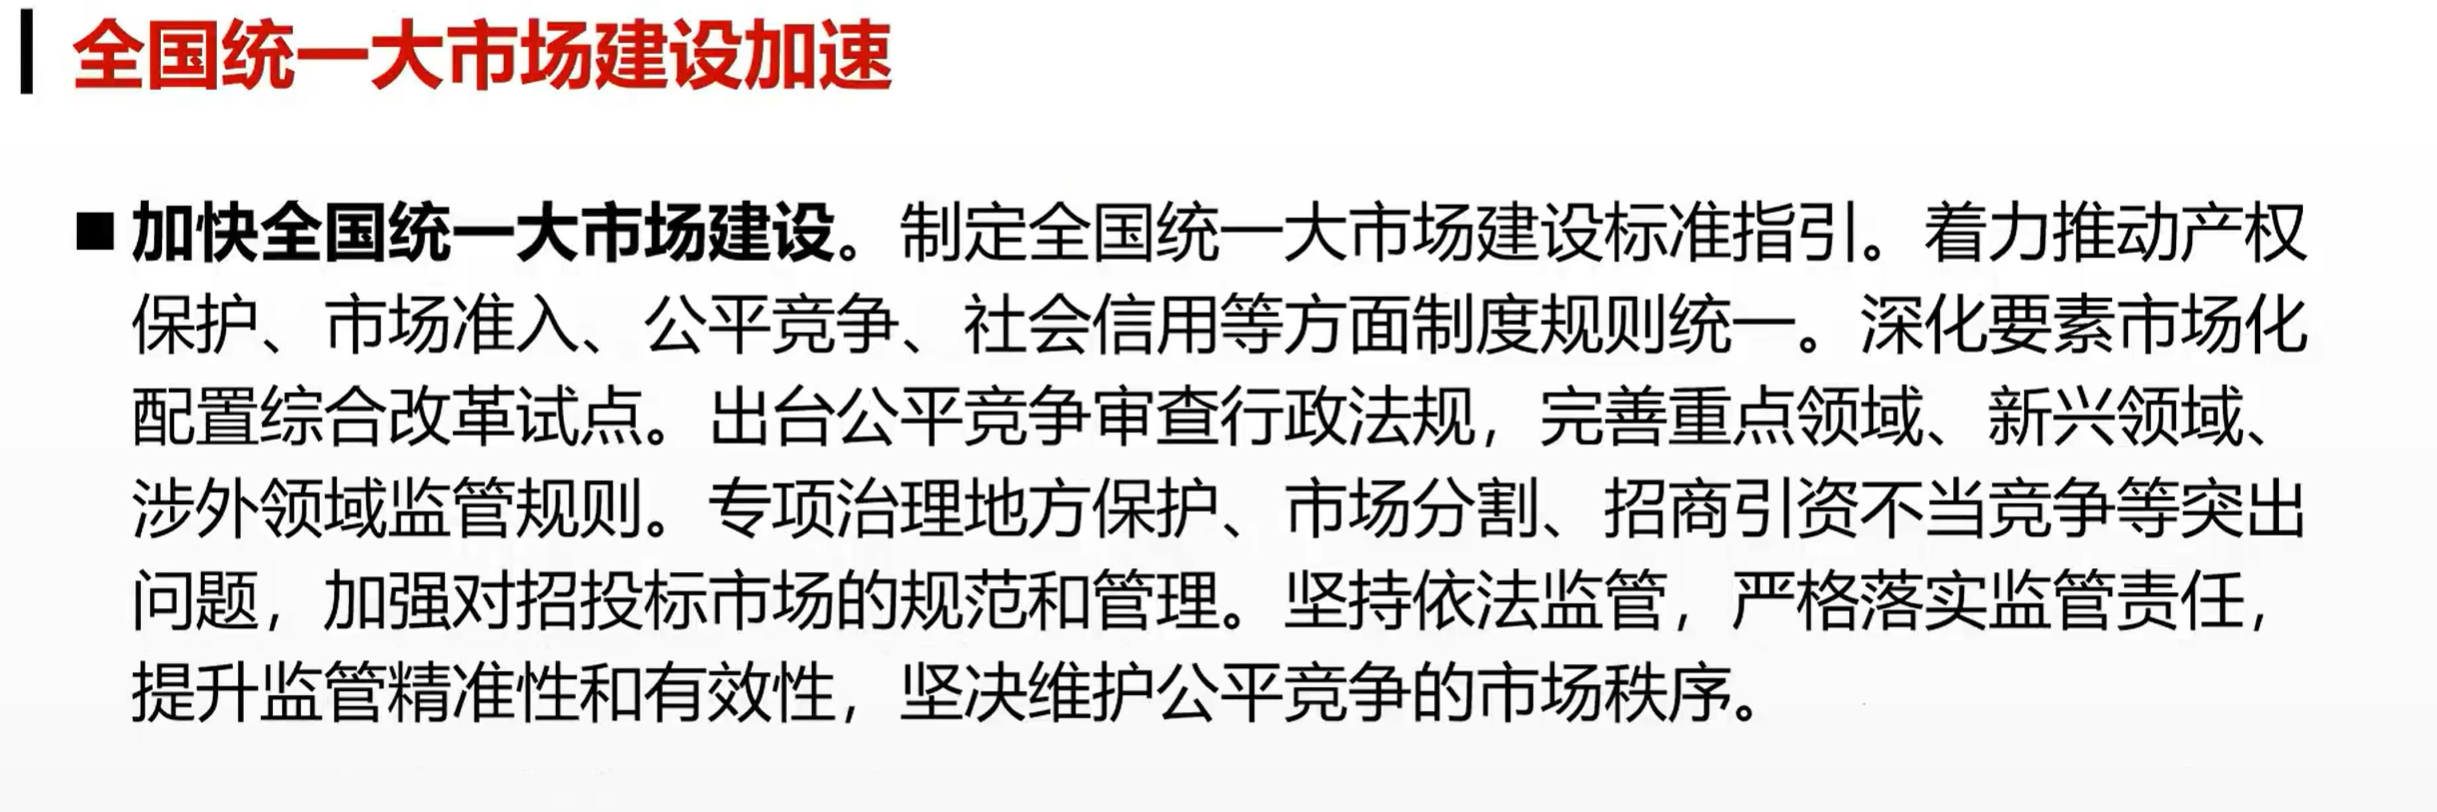 全国统一大市场建设加速
■加快全国统一大市场建设。制定全国统一大市场建设标准指引。着力推动产权
保护、市场准入、公平竞争、社会信用等方面制度规则统一。深化要素市场化
配置综合改革试点。出台公平竞争审查行政法规，完善重点领域、新兴领域、
涉外领域监管规则。专项治理地方保护、市场分割、招商引资不当竞争等突出
问题，加强对招投标市场的规范和管理。坚持依法监管，严格落实监管责任，
提升监管精准性和有效性，坚决维护公平竞争的市场秩序。